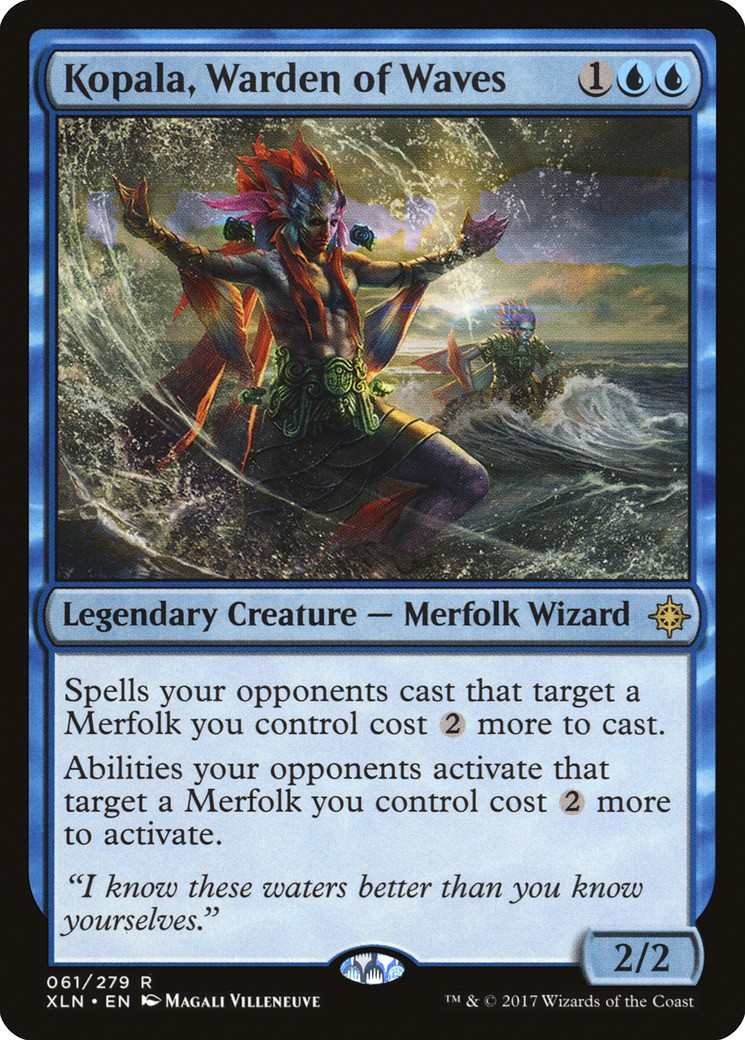 Kopala, Warden of Waves 1
Legendary Creature — Merfolk Wizard
Spells your opponents cast that target a
Merfolk you control cost 2 more to cast.
Abilities your opponents activate that
target a Merfolk you control cost 2 more
to activate.
“I know these waters better than you know
yourselves.”
2/2
061/279 R
XLN • EN Magali Villeneuve
™ & © 2017 Wizards of the Coast